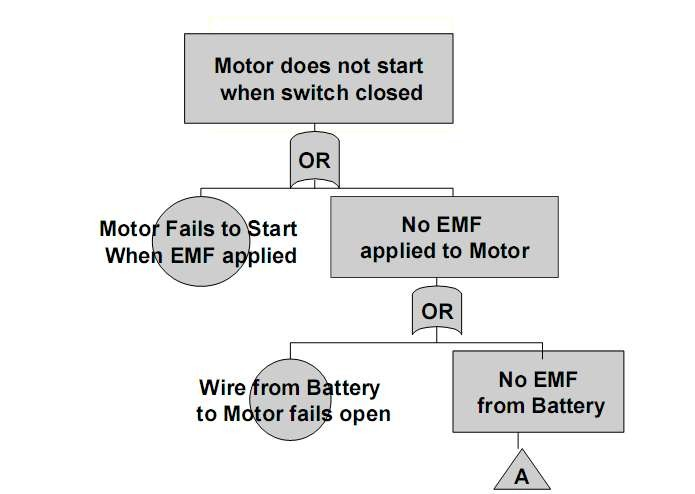 Motor does not start
when switch closed
OR
Motor Fails to Start
When EMF applied
No EMF
applied to Motor
OR
Wire from Battery
to Motor fails open
No EMF
from Battery
A